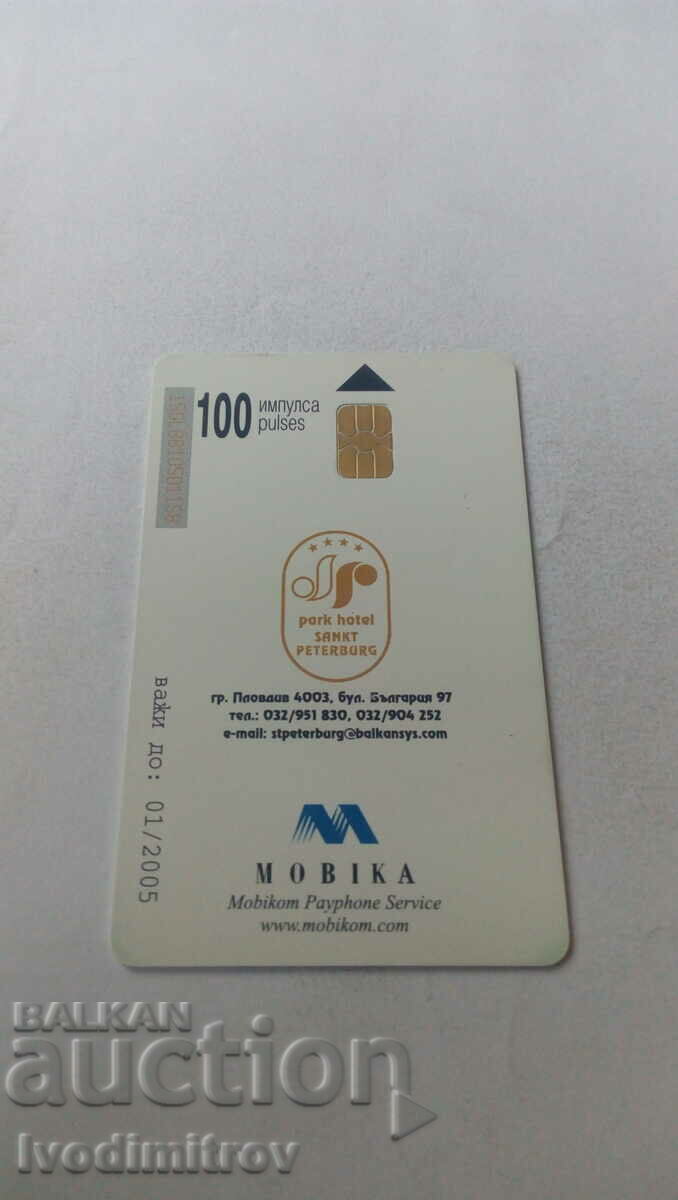 100 импулса
pulses
park hotel
SANKT
PETERBURG
гр. Пловдив 4003, бул. България 97
тел.: 032/951 830, 032/904 252
e-mail: stpeterburg@balkansys.com
важи до: 01/2005
MOBIKA
Mobikom Payphone Service
www.mobikom.com
BALKAN
auction
Ivodimitrov